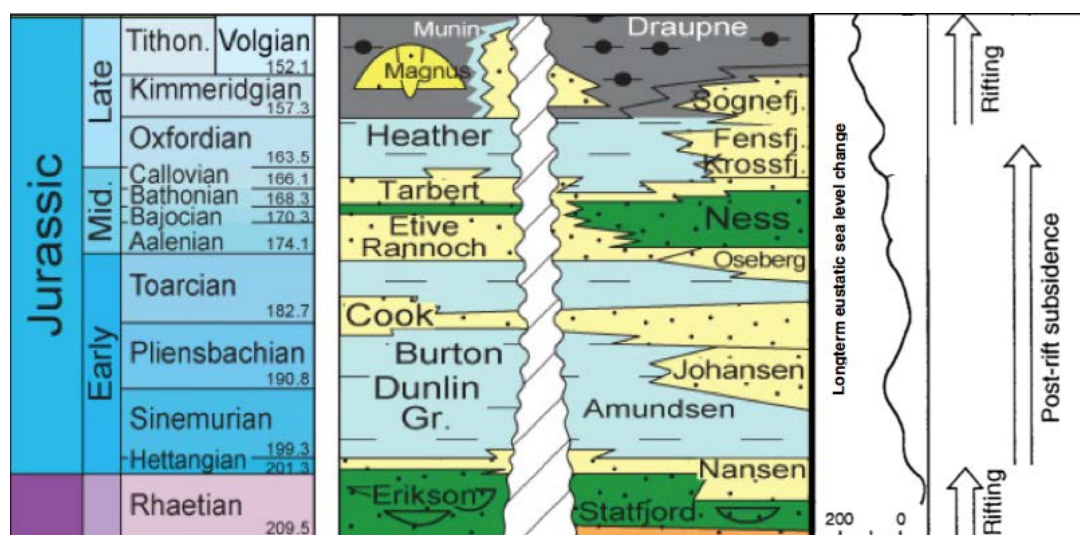 Jurassic
Late
Mid.
Early
Tithon.
Volgian
152.1
Kimmeridgian
157.3
Oxfordian
163.5
Callovian
166.1
Bathonian
168.3
Bajocian
170.3
Aalenian
174.1
Toarcian
182.7
Pliensbachian
190.8
Sinemurian
199.3
Hettangian
201.3
Rhaetian
209.5
Munin
Draupne
Magnus
Sognefj.
Heather
Fensfj.
Krossfj.
Tarbert
Etive
Rannoch
Ness
Oseberg
Cook
Burton
Dunlin
Gr.
Johansen
Amundsen
Nansen
Erikson
Statfjord
Longterm eustatic sea level change
200
0
Rifting
Post-rift subsidence
Rifting